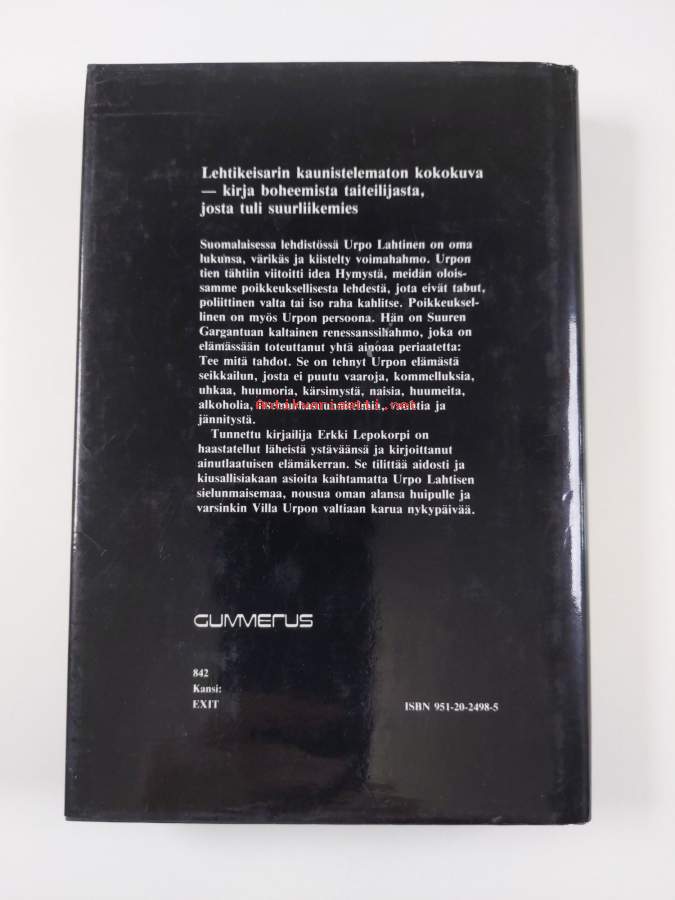 Lehtikeisarin kaunistelematon kokokuva
— kirja boheemista taiteilijasta,
josta tuli suurliikemies
Suomalaisessa lehdistössä Urpo Lahtinen on oma
lukunsa, värikäs ja kiistelty voimahahmo. Urpon
tien tähtiin viitoitti idea Hymystä, meidän olois-
samme poikkeuksellisesta lehdestä, jota eivät tabut,
poliittinen valta tai iso raha kahlitse. Poikkeuksel-
linen on myös Urpon persoona. Hän on Suuren
Gargantuan kaltainen renessanssihahmo, joka on
elämässään toteuttanut yhtä ainoaa periaatetta:
Tee mitä tahdot. Se on tehnyt Urpon elämästä
seikkailun, josta ei puutu vaaroja, kommelluksia,
uhkaa, huumoria, kärsimystä, naisia, huumeita,
alkoholia, vauhtia ja
jännitystä.
Tunnettu kirjailija Erkki Lepokorpi on
haastatellut läheistä ystäväänsä ja kirjoittanut
ainutlaatuisen elämäkerran. Se tilittää aidosti ja
kiusallisiakaan asioita kaihtamatta Urpo Lahtisen
sielunmaisemaa, nousua oman alansa huipulle ja
varsinkin Villa Urpon valtiaan karua nykypäivää.
GUMMERUS
842
Kansi:
EXIT
ISBN 951-20-2498-5